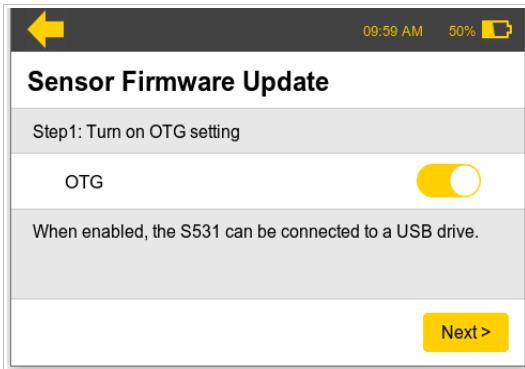 09:59 AM 50%
Sensor Firmware Update
Step1: Turn on OTG setting
OTG
When enabled, the S531 can be connected to a USB drive.
Next >